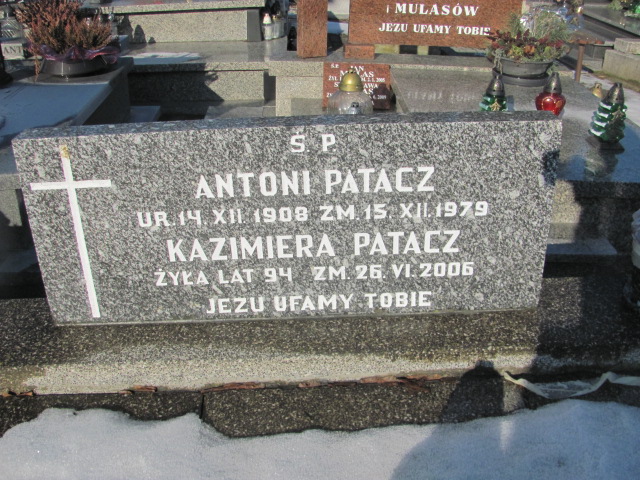 I MULASÓW
JEZU UFAMY TOBIE
Ś P
ANTONI PATACZ
UR. 14. XII. 1908 ZM. 15. XII. 1979
KAZIMIERA PATACZ
ŻYŁA LAT 94 ZM. 26. VI. 2006
JEZU UFAMY TOBIE